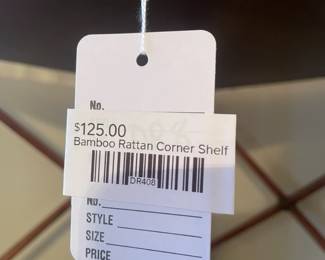 No.
$125.00
Bamboo Rattan Corner Shelf
DR408
NO.
STYLE
SIZE
PRICE